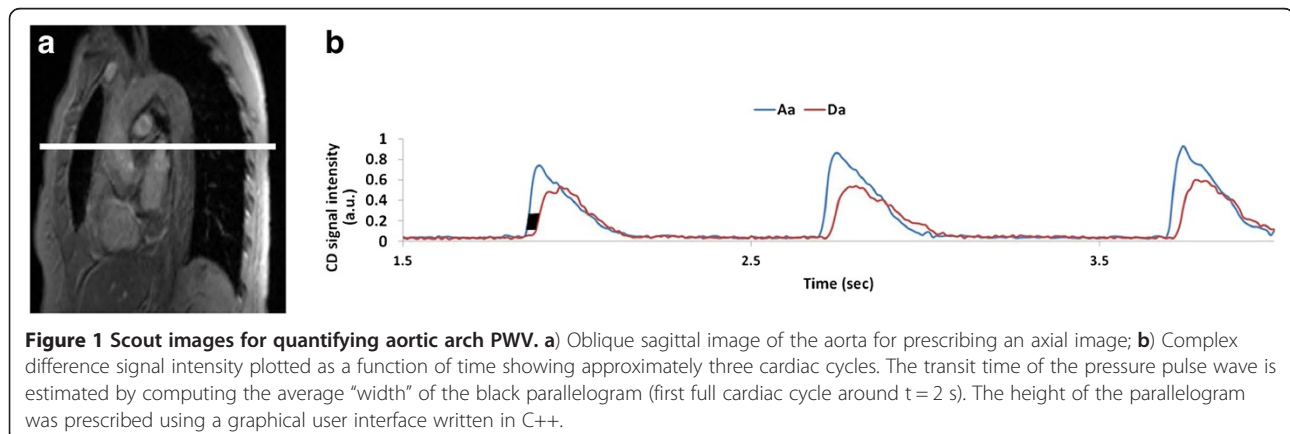 a
b
Aa Da
CD signal intensity
(a.u.)
1
0.8
0.6
0.4
0.2
0
1.5 2.5 3.5
Time (sec)
Figure 1 Scout images for quantifying aortic arch PWV. a) Oblique sagittal image of the aorta for prescribing an axial image; b) Complex
difference signal intensity plotted as a function of time showing approximately three cardiac cycles. The transit time of the pressure pulse wave is
estimated by computing the average “width” of the black parallelogram (first full cardiac cycle around t = 2 s). The height of the parallelogram
was prescribed using a graphical user interface written in C++.